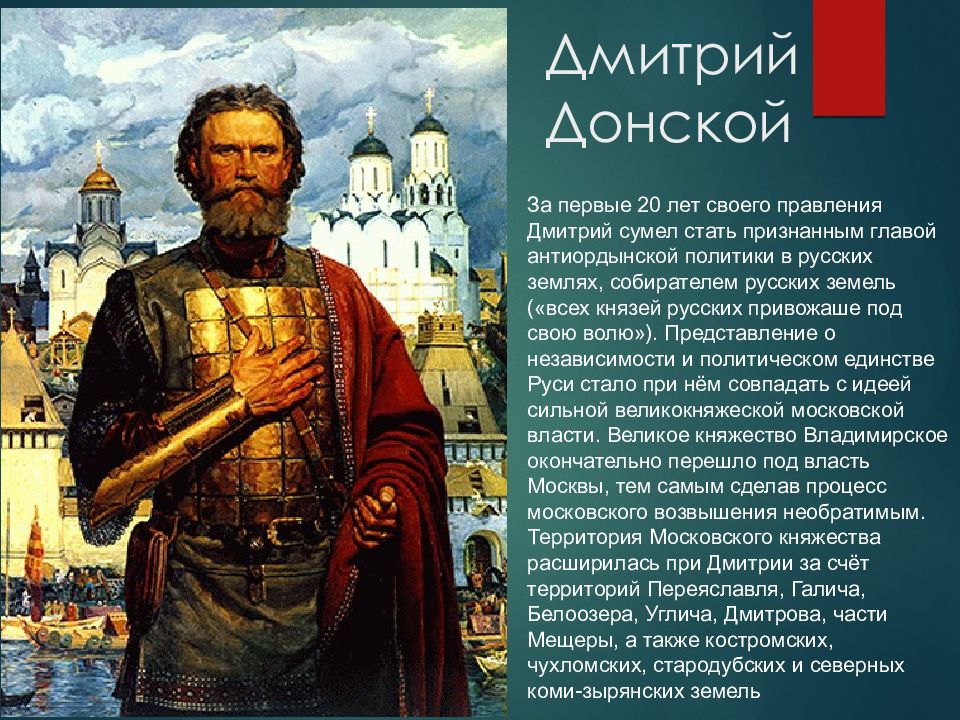 Дмитрий
Донской
За первые 20 лет своего правления
Дмитрий сумел стать признанным главой
антиордынской политики в русских
землях, собирателем русских земель
(«всех князей русских привожаше под
свою волю»). Представление о
независимости и политическом единстве
Руси стало при нём совпадать с идеей
сильной великокняжеской московской
власти. Великое княжество Владимирское
окончательно перешло под власть
Москвы, тем самым сделав процесс
московского возвышения необратимым.
Территория Московского княжества
расширилась при Дмитрии за счёт
территорий Переяславля, Галича,
Белоозера, Углича, Дмитрова, части
Мещеры, а также костромских,
чухломских, стародубских и северных
коми-зырянских земель